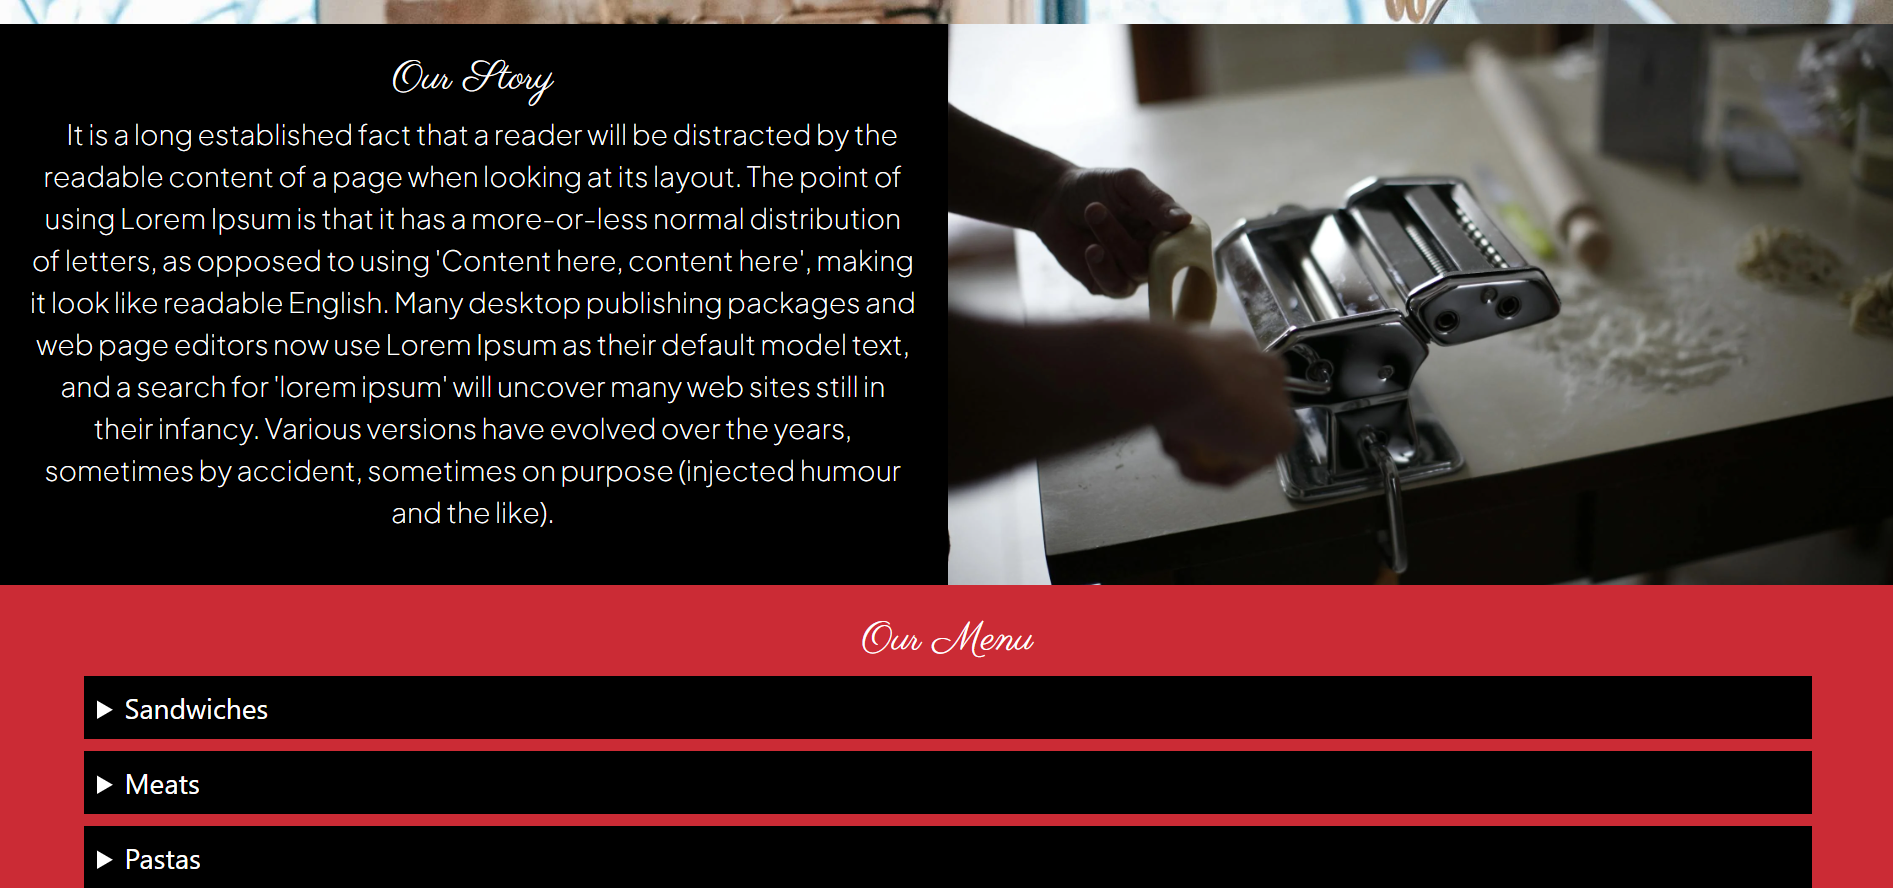 Our Story
It is a long established fact that a reader will be distracted by the
readable content of a page when looking at its layout. The point of
using Lorem Ipsum is that it has a more-or-less normal distribution
of letters, as opposed to using 'Content here, content here', making
it look like readable English. Many desktop publishing packages and
web page editors now use Lorem Ipsum as their default model text,
and a search for 'lorem ipsum' will uncover many web sites still in
their infancy. Various versions have evolved over the years,
sometimes by accident, sometimes on purpose (injected humour
and the like).
Our Menu
Sandwiches
Meats
Pastas